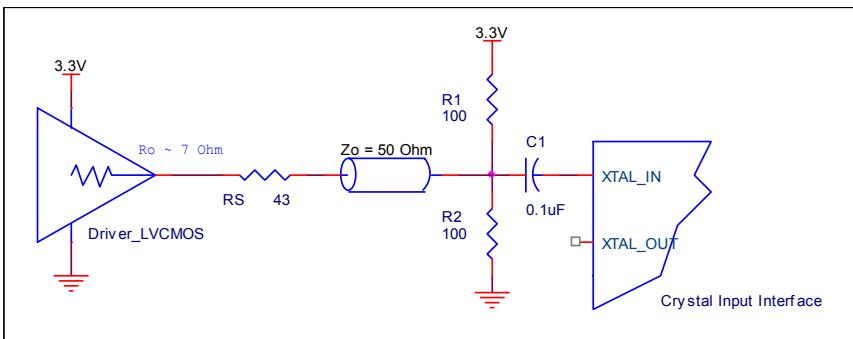 3.3V
3.3V
R1
100
Ro ~ 7 Ohm
Zo = 50 Ohm
C1
XTAL_IN
RS 43
0.1uF
R2
100
Driver_LVCMOS
XTAL_OUT
Crystal Input Interface